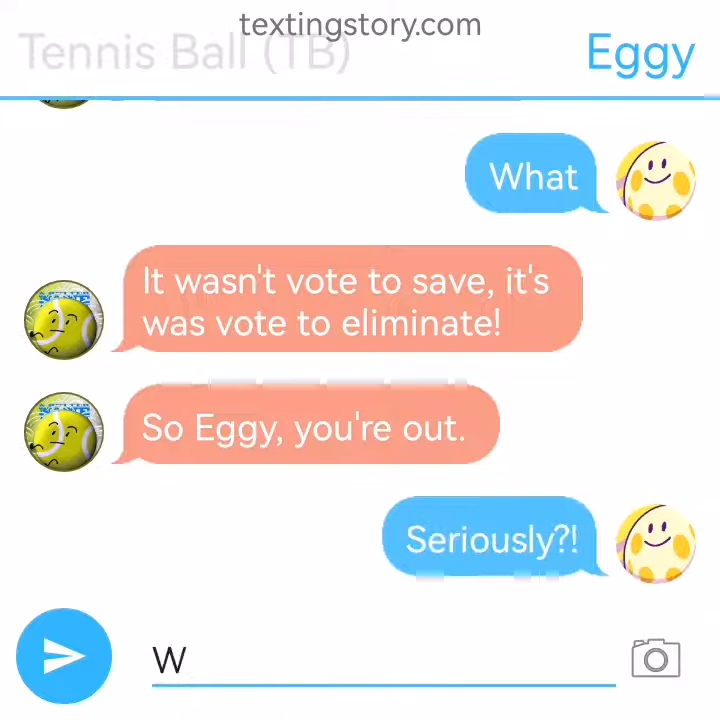 textingstory.com
Tennis Ball (TB)
Eggy
What
It wasn't vote to save, it's
was vote to eliminate!
So Eggy, you're out.
Seriously?!
W